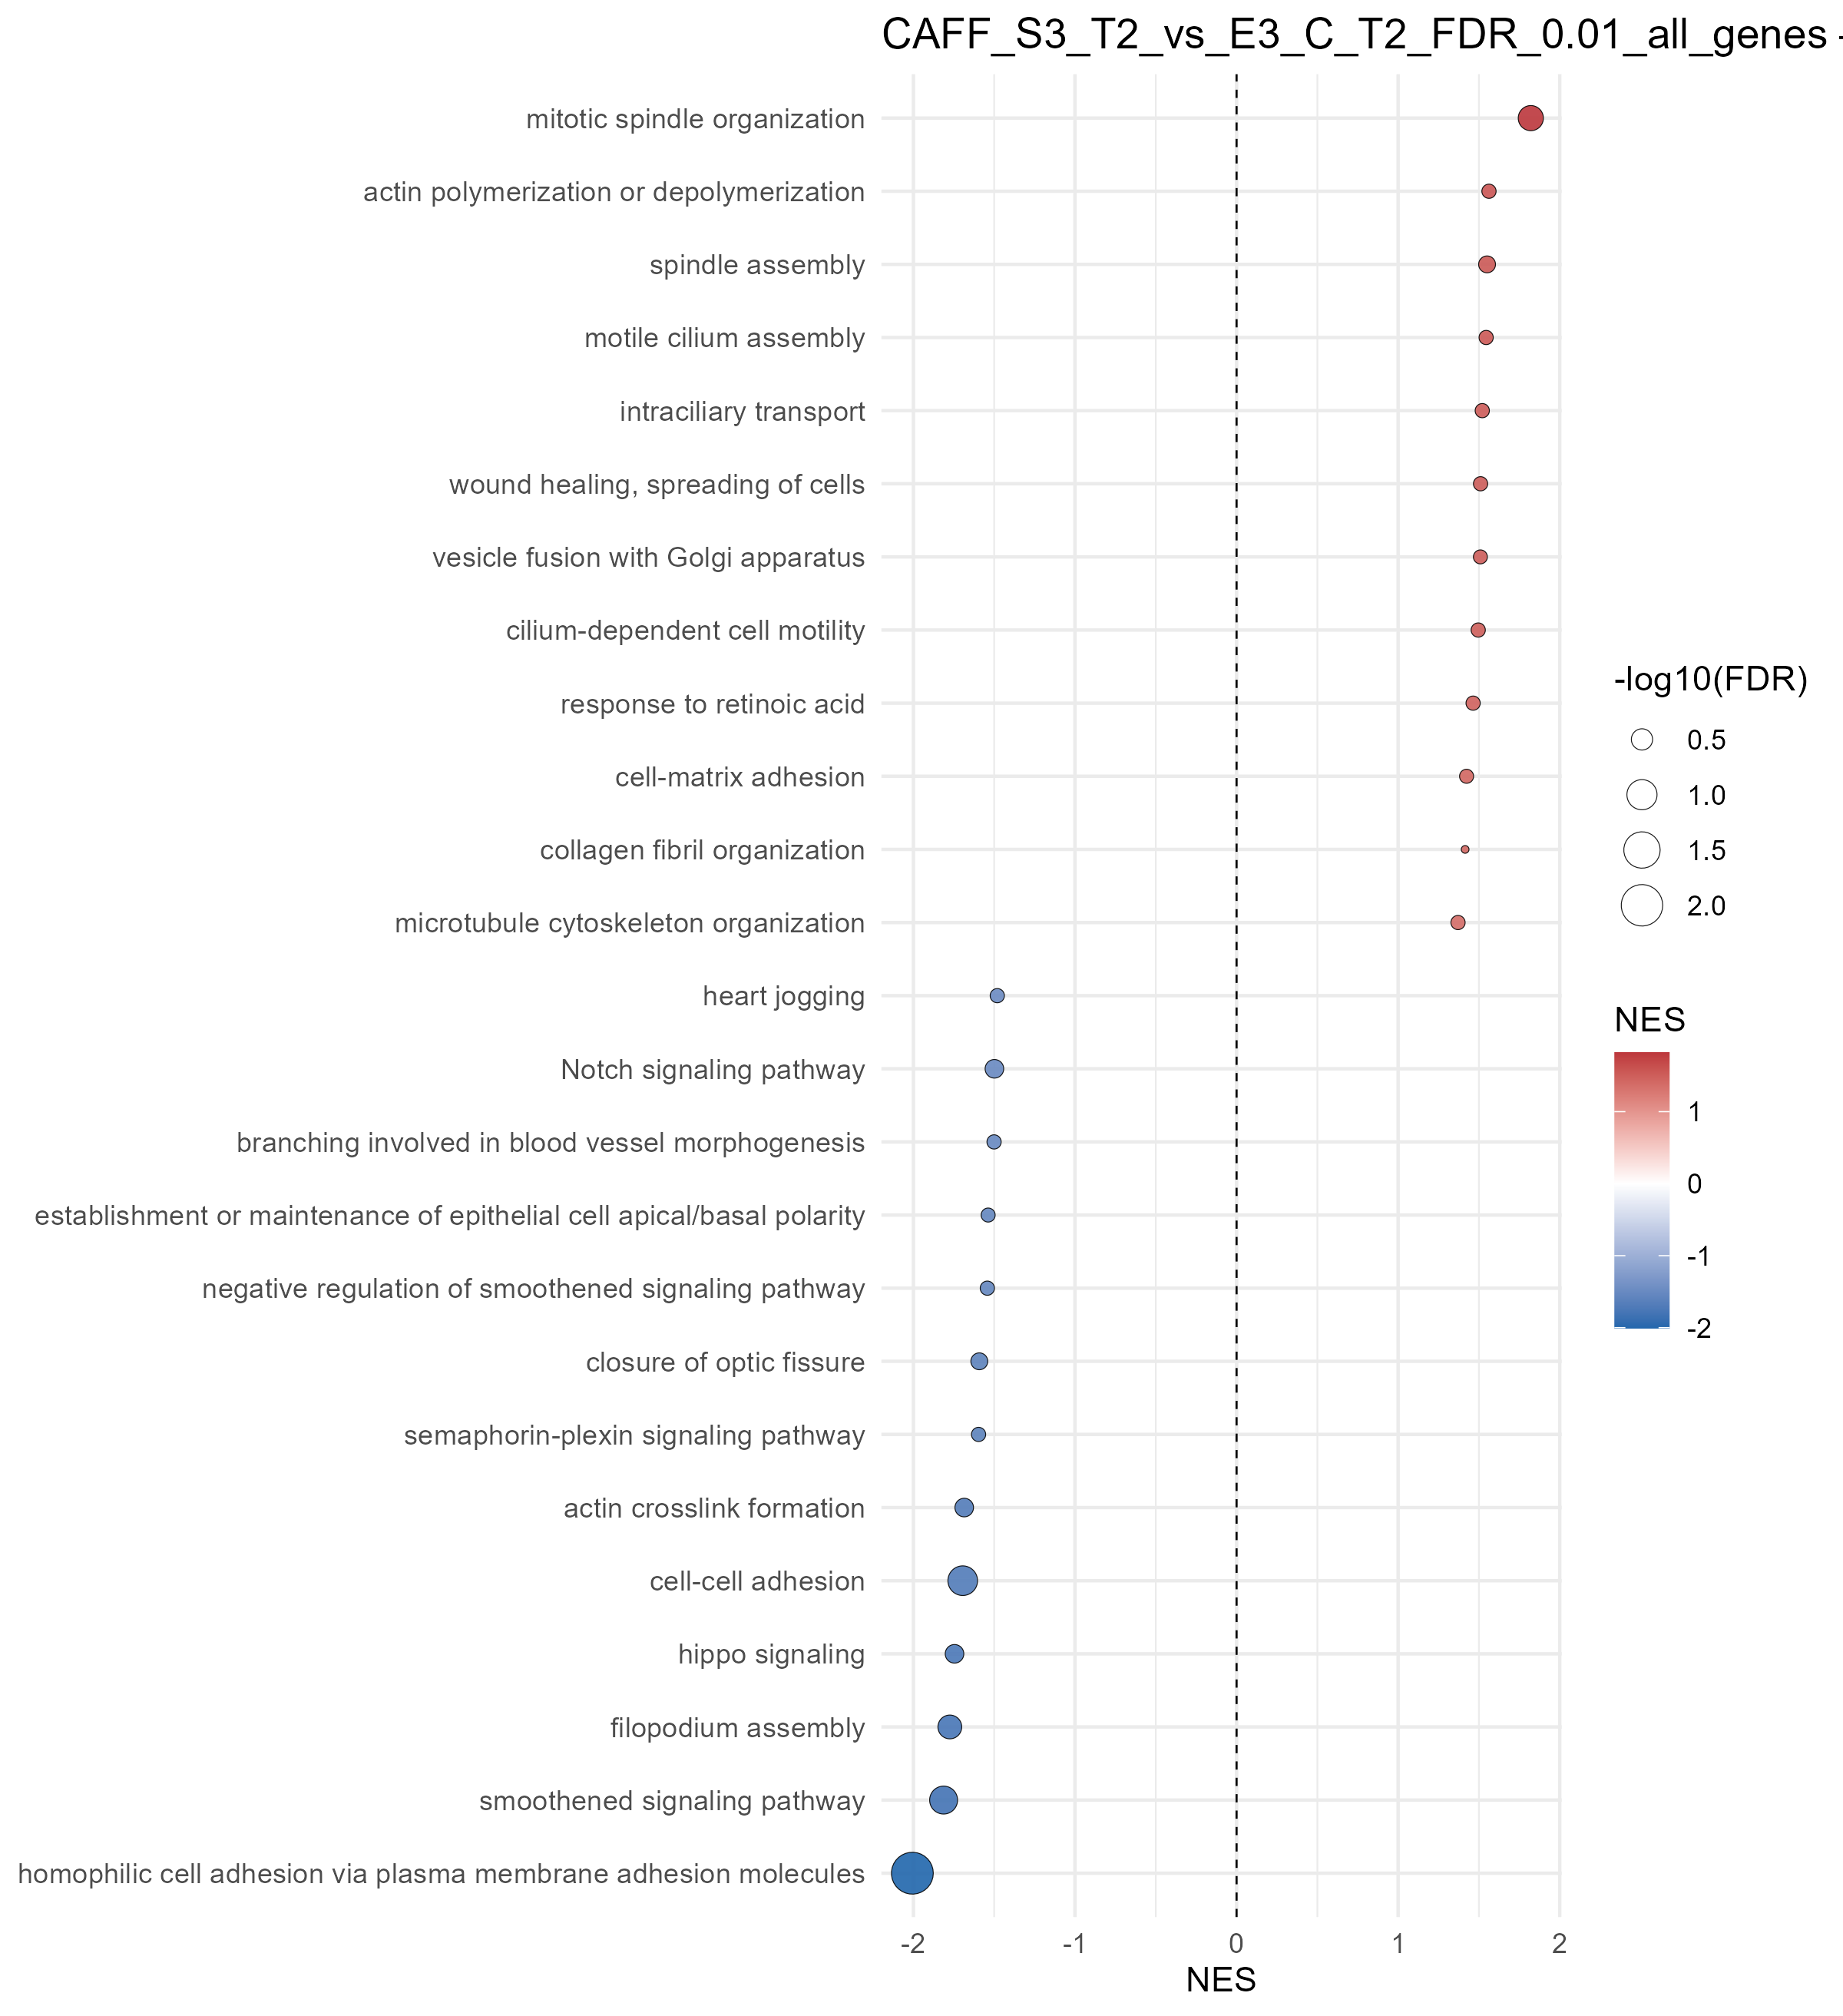 CAFF_S3_T2_vs_E3_C_T2_FDR_0.01_all_genes -
mitotic spindle organization
actin polymerization or depolymerization
spindle assembly
motile cilium assembly
intraciliary transport
wound healing, spreading of cells
vesicle fusion with Golgi apparatus
cilium-dependent cell motility
response to retinoic acid
cell-matrix adhesion
collagen fibril organization
microtubule cytoskeleton organization
heart jogging
Notch signaling pathway
branching involved in blood vessel morphogenesis
establishment or maintenance of epithelial cell apical/basal polarity
negative regulation of smoothened signaling pathway
closure of optic fissure
semaphorin-plexin signaling pathway
actin crosslink formation
cell-cell adhesion
hippo signaling
filopodium assembly
smoothened signaling pathway
homophilic cell adhesion via plasma membrane adhesion molecules
-2 -1 0 1 2
NES
-log10(FDR)
0.5
1.0
1.5
2.0
NES
1
0
-1
-2